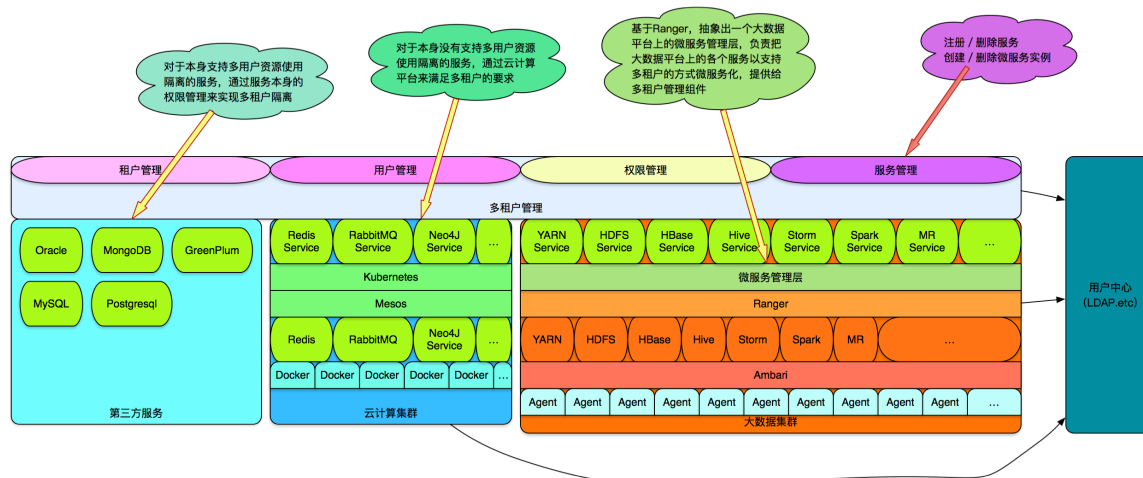 对于本身支持多用户资源使用
隔离的服务，通过服务本身的
权限管理来实现多租户隔离
对于本身没有支持多用户资源
使用隔离的服务，通过云计算
平台来满足多租户的要求
基于Ranger，抽象出一个大数据
平台上的微服务管理层，负责把
大数据平台上的各个服务以支持
多租户的方式微服务化，提供给
多租户管理组件
注册 / 删除服务
创建 / 删除微服务实例
租户管理
用户管理
权限管理
服务管理
多租户管理
Oracle
MongoDB
GreenPlum
MySQL
Postgresql
第三方服务
Redis
Service
RabbitMQ
Service
Neo4J
Service
...
Kubernetes
Mesos
Redis
RabbitMQ
Neo4J
Service
...
Docker
Docker
Docker
Docker
Docker
...
云计算集群
YARN
Service
HDFS
Service
HBase
Service
Hive
Service
Storm
Service
Spark
Service
MR
Service
...
微服务管理层
Ranger
YARN
HDFS
HBase
Hive
Storm
Spark
MR
...
Ambari
Agent
Agent
Agent
Agent
Agent
Agent
Agent
Agent
Agent
Agent
...
大数据集群
用户中心
（LDAP.etc）